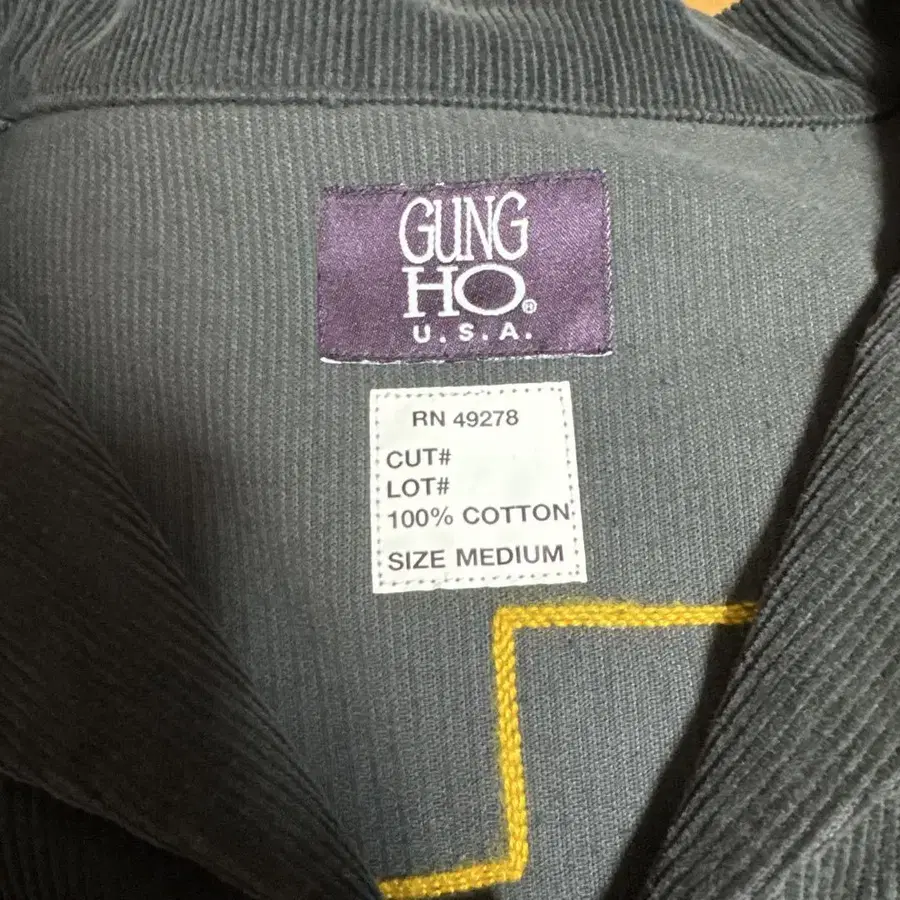 GUNG
HO®
U.S.A.
RN 49278
CUT#
LOT#
100% COTTON
SIZE MEDIUM